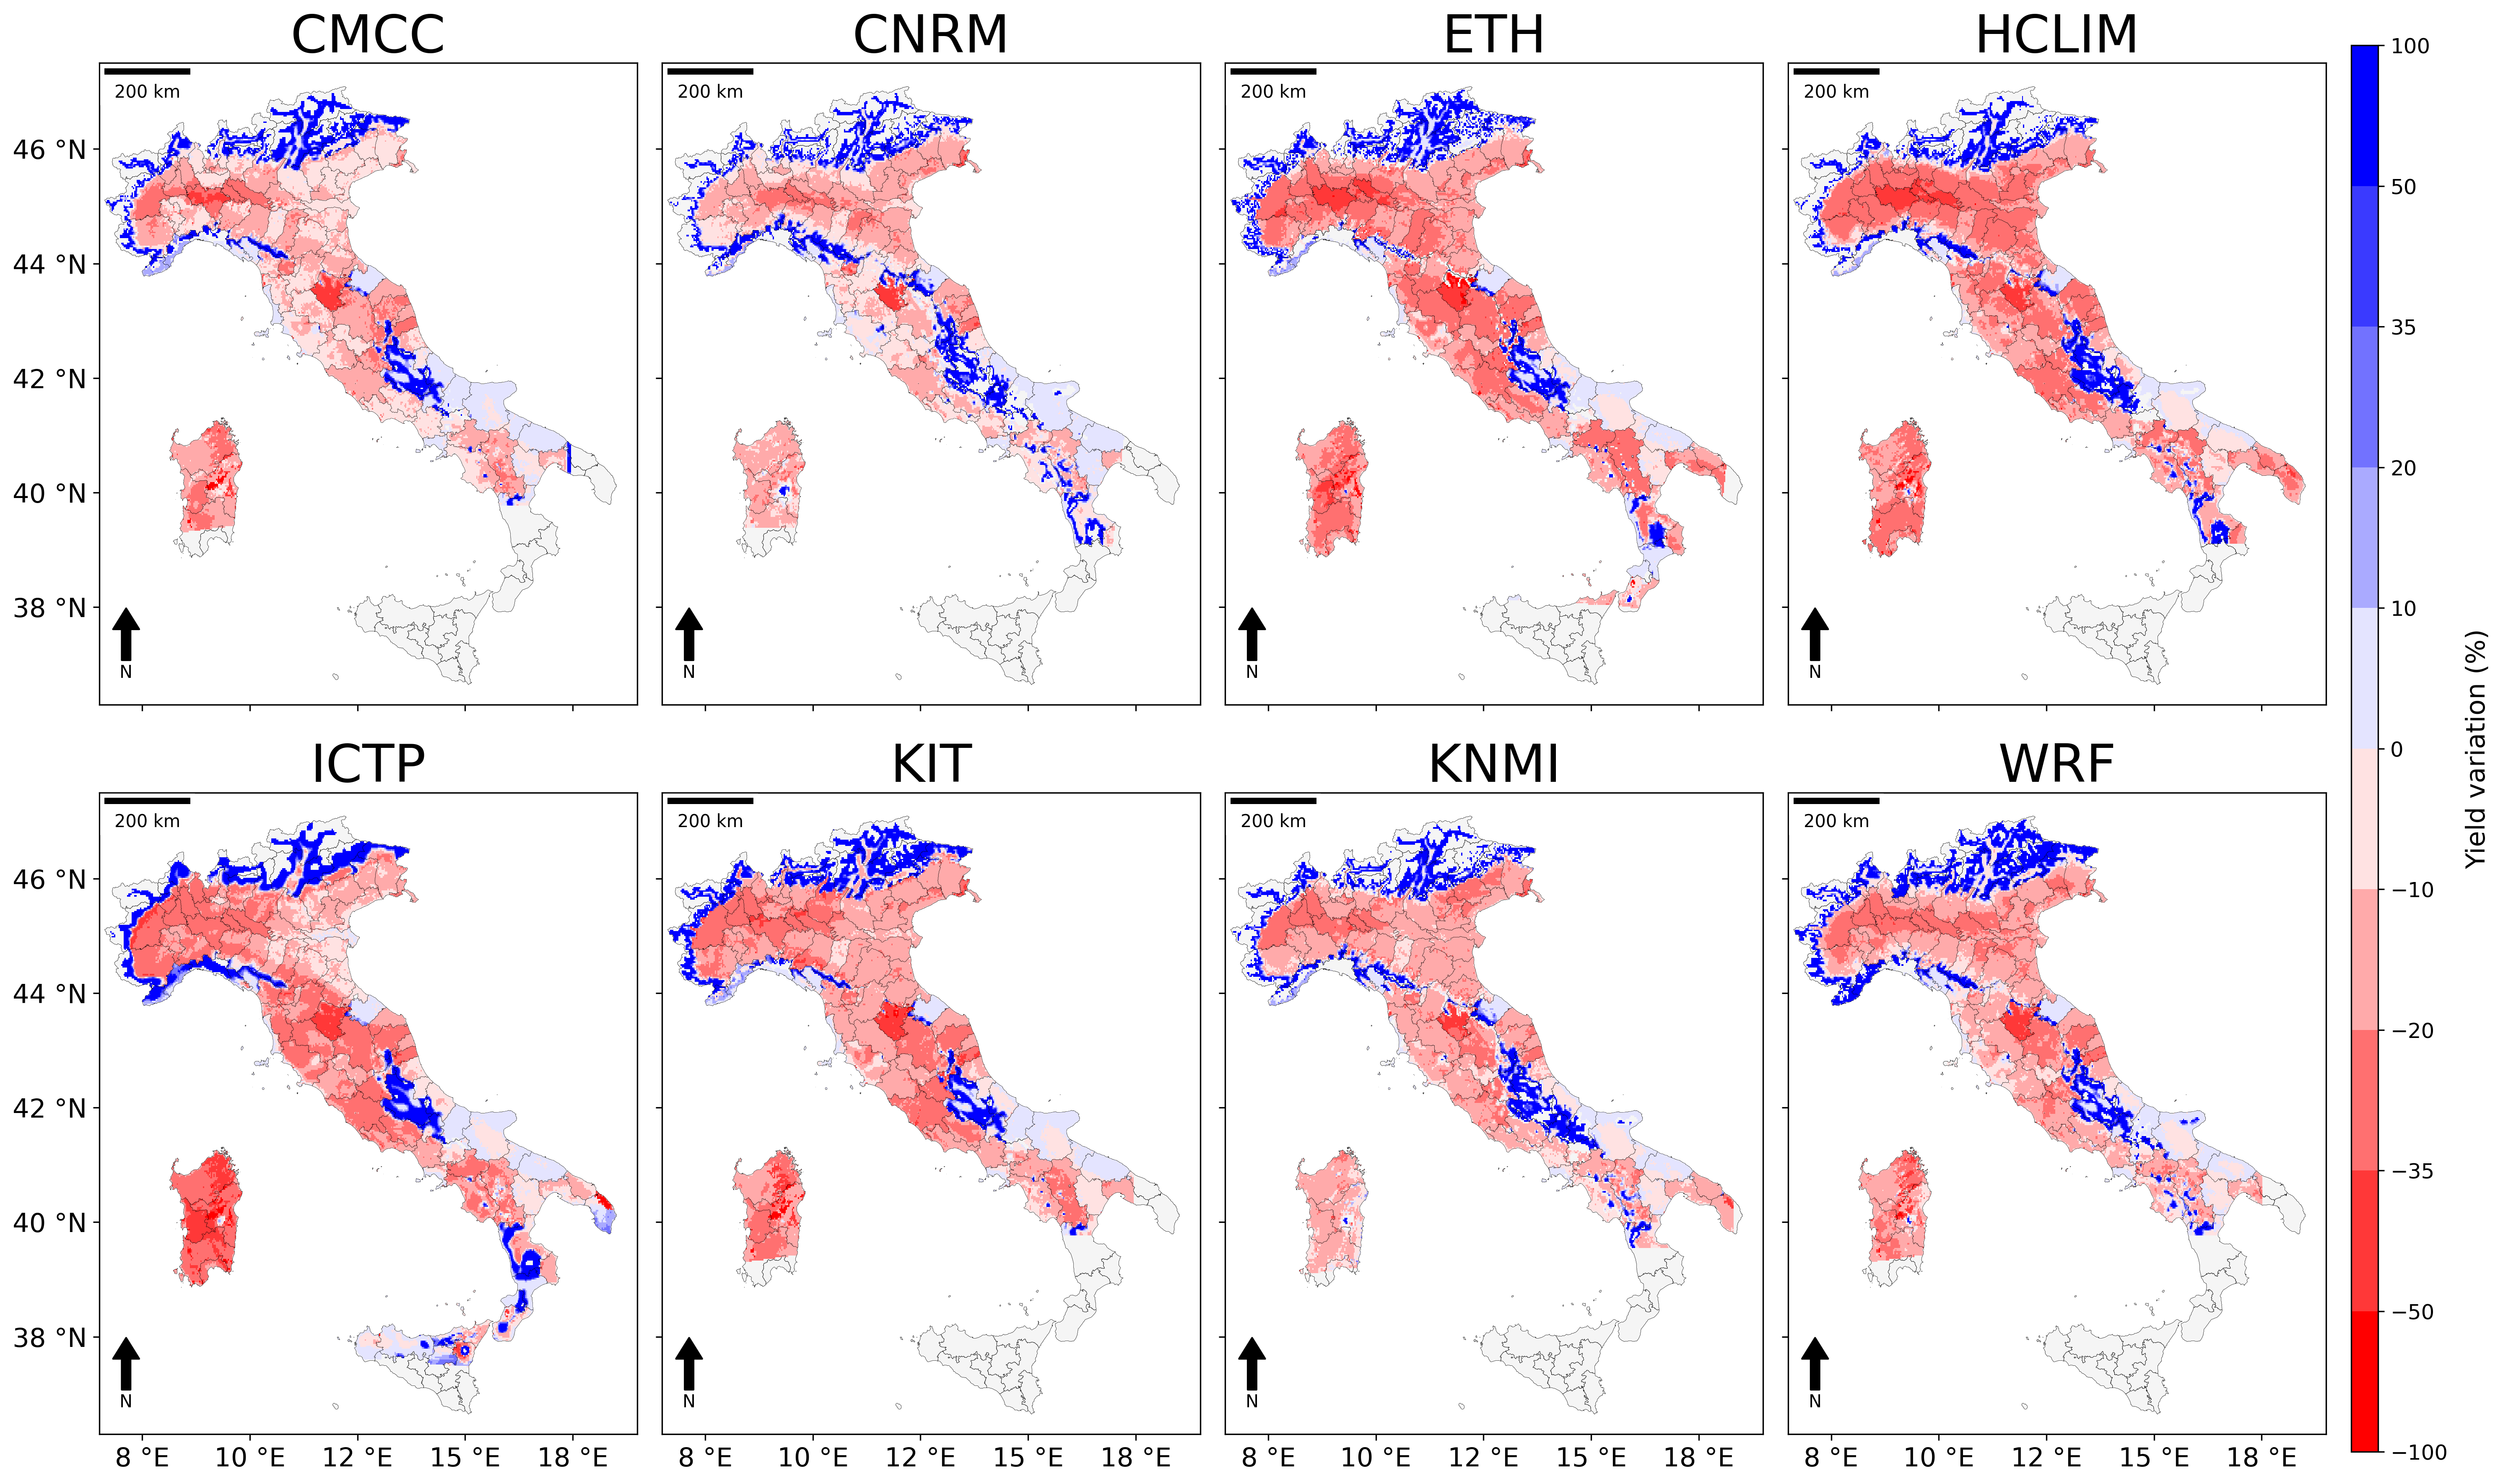 CMCC CNRM ETH HCLIM
200 km 200 km 200 km 200 km
46 °N
44 °N
42 °N
40 °N
38 °N
N N N N
ICTP KIT KNMI WRF
200 km 200 km 200 km 200 km
46 °N
44 °N
42 °N
40 °N
38 °N
N N N N
8 °E 10 °E 12 °E 15 °E 18 °E 8 °E 10 °E 12 °E 15 °E 18 °E 8 °E 10 °E 12 °E 15 °E 18 °E 8 °E 10 °E 12 °E 15 °E 18 °E
100
50
35
20
10
0
−10
−20
−35
−50
−100
Yield variation (%)